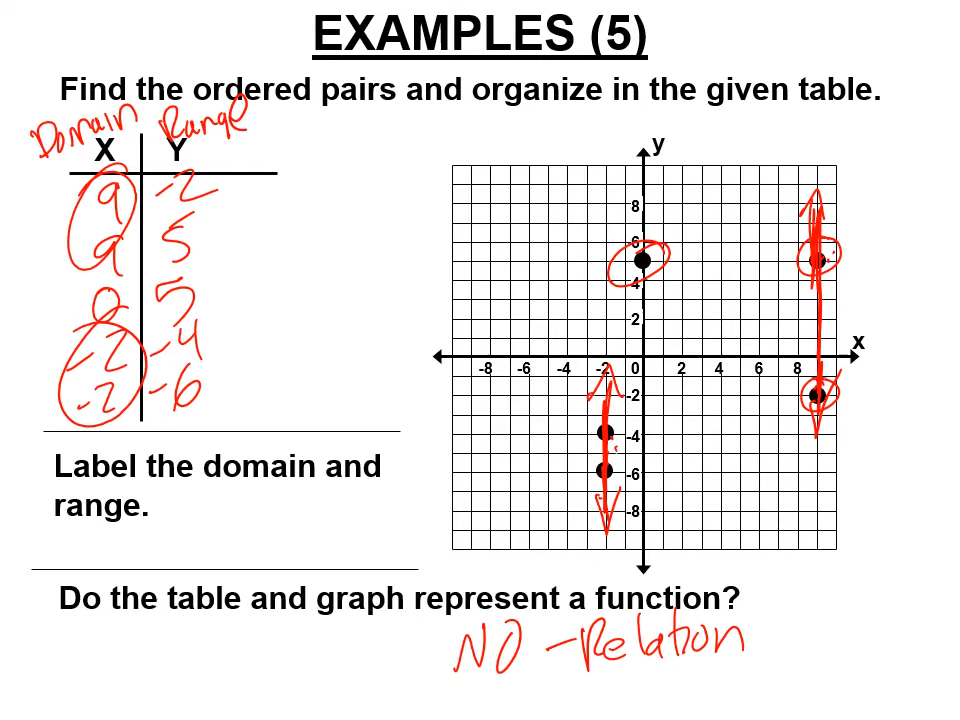 EXAMPLES (5)
Find the ordered pairs and organize in the given table.
Domain Range
X Y
9 -2
9 5
0 5
-2 -4
-2 -6
y
8
6
4
2
x
-8 -6 -4 -2 0 2 4 6 8
-2
-4
-6
-8
Label the domain and
range.
Do the table and graph represent a function?
NO - Relation